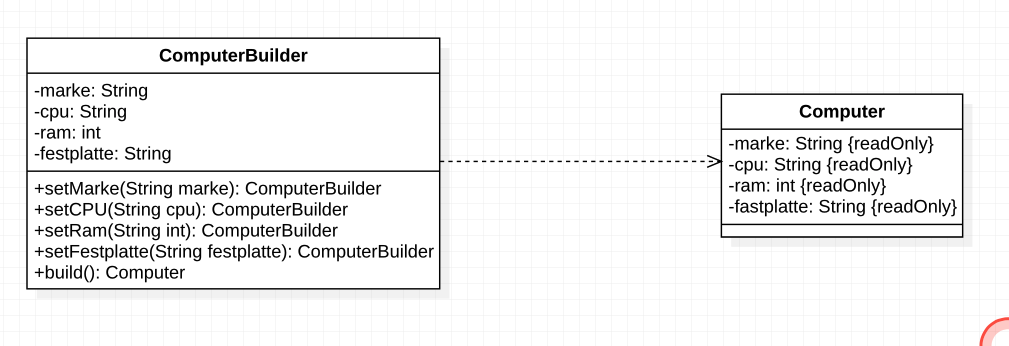 ComputerBuilder
-marke: String
-cpu: String
-ram: int
-festplatte: String
+setMarke(String marke): ComputerBuilder
+setCPU(String cpu): ComputerBuilder
+setRam(String int): ComputerBuilder
+setFestplatte(String festplatte): ComputerBuilder
+build(): Computer
Computer
-marke: String {readOnly}
-cpu: String {readOnly}
-ram: int {readOnly}
-fastplatte: String {readOnly}